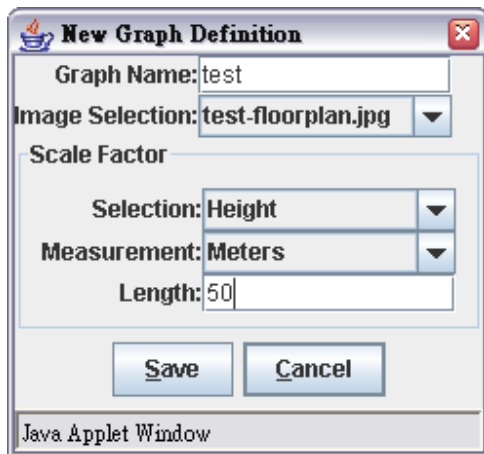 New Graph Definition
Graph Name: test
Image Selection: test-floorplan.jpg
Scale Factor
Selection: Height
Measurement: Meters
Length: 50
Save Cancel
Java Applet Window